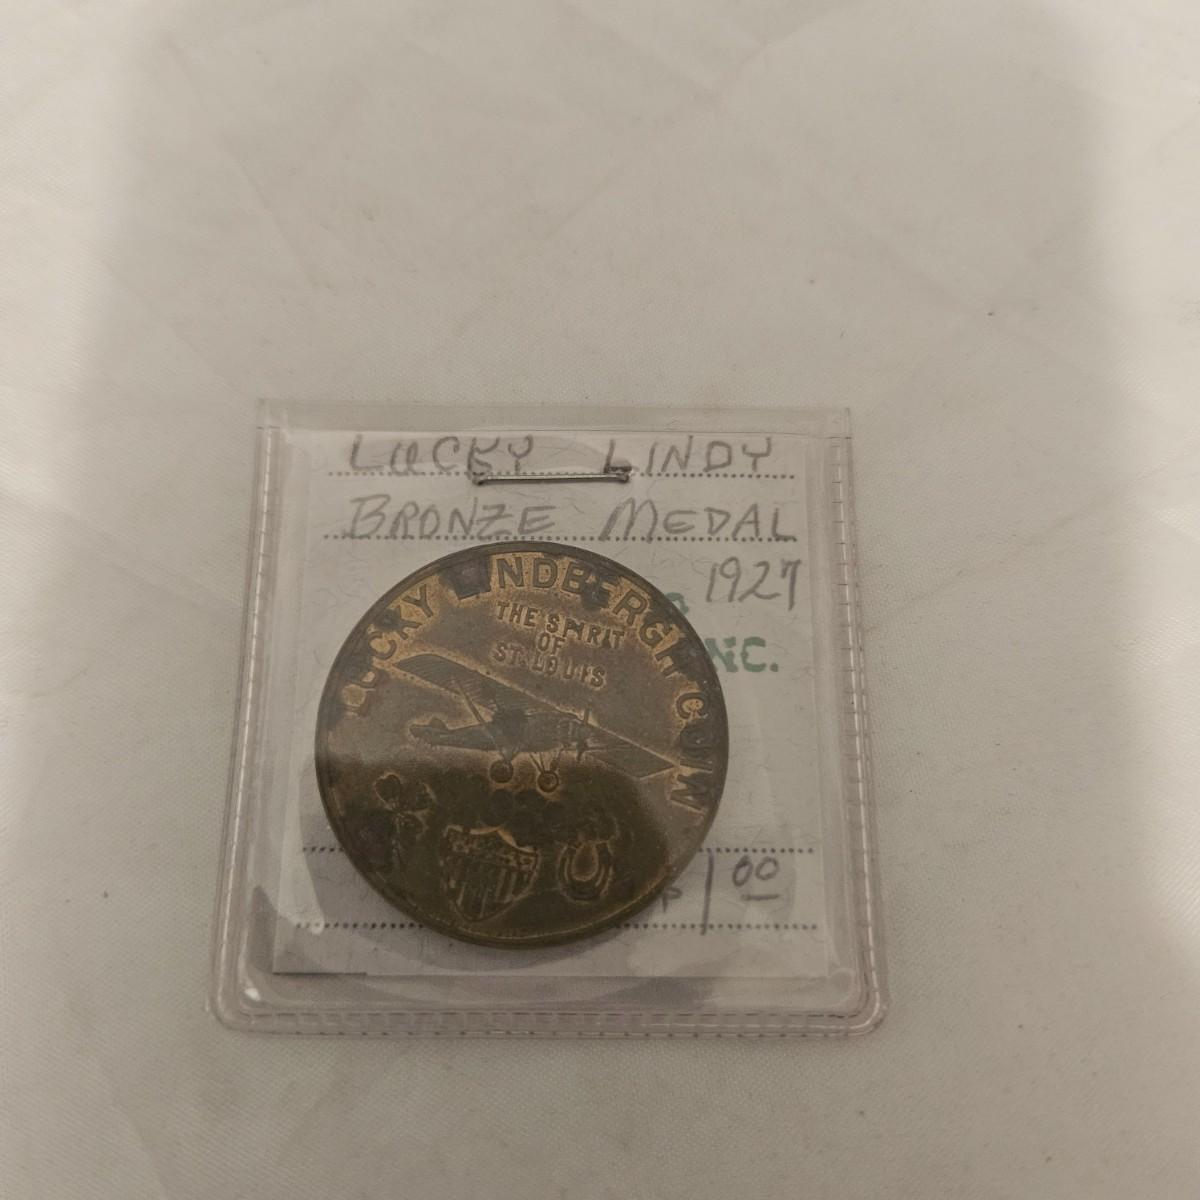 LUCKY LINDY
BRONZE MEDAL
1927
NC.
LUCKY LINDBERGH COIN
THE SPIRIT
OF
ST. LOUIS
1 00